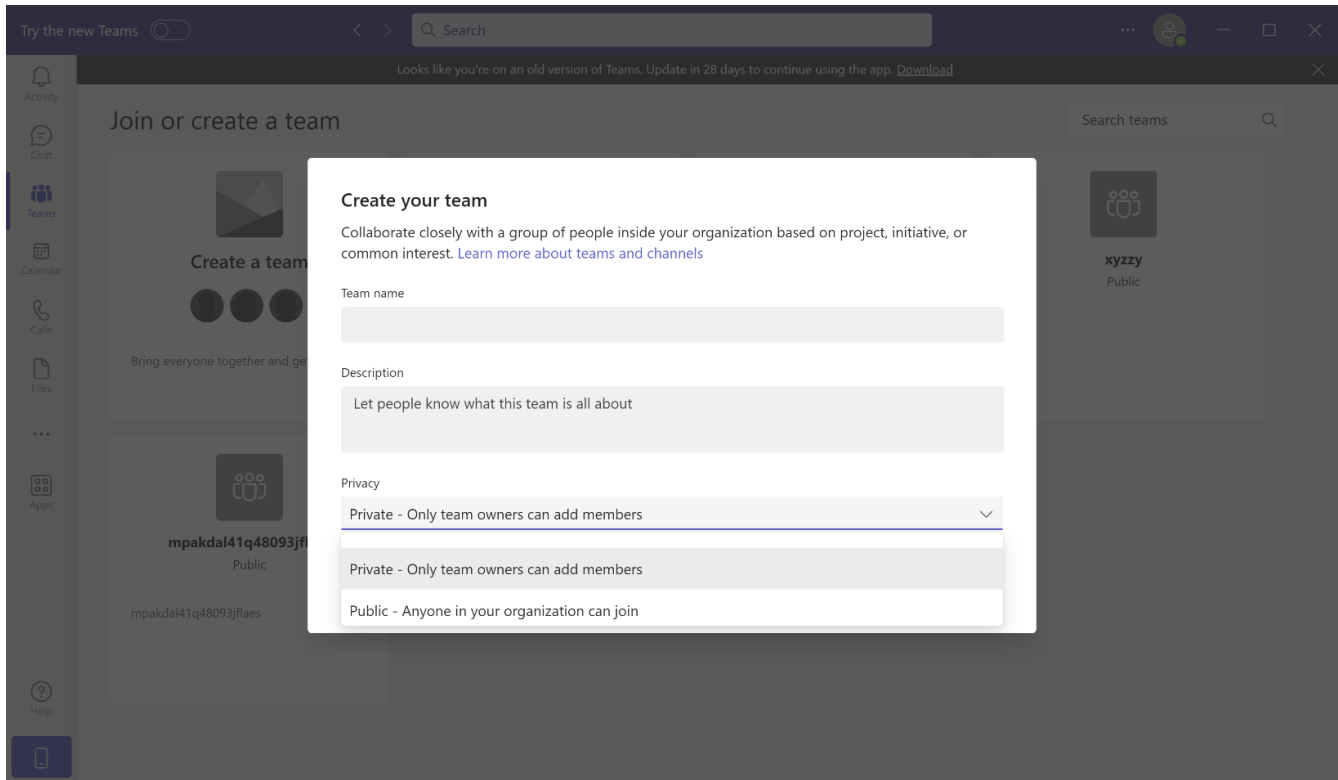 Try the new Teams
Search
Looks like you're on an old version of Teams. Update in 28 days to continue using the app. Download
Activity
Chat
Teams
Calendar
Calls
Files
Apps
Help
Join or create a team
Search teams
Create a team
Bring everyone together and ge
xyzzy
Public
mpakdal41q48093jfl
Public
mpakdal41q48093jflaes
Create your team
Collaborate closely with a group of people inside your organization based on project, initiative, or
common interest. Learn more about teams and channels
Team name
Description
Let people know what this team is all about
Privacy
Private - Only team owners can add members
Private - Only team owners can add members
Public - Anyone in your organization can join